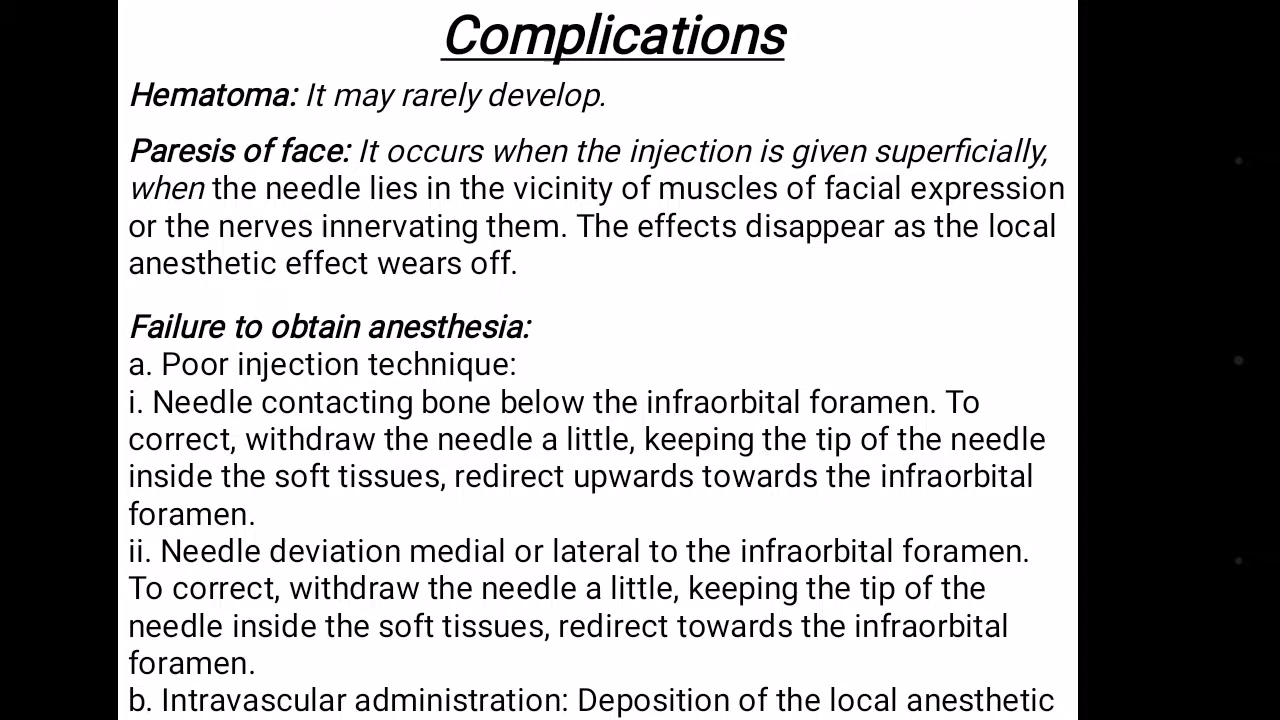 Complications
Hematoma: It may rarely develop.
Paresis of face: It occurs when the injection is given superficially,
when the needle lies in the vicinity of muscles of facial expression
or the nerves innervating them. The effects disappear as the local
anesthetic effect wears off.
Failure to obtain anesthesia:
a. Poor injection technique:
i. Needle contacting bone below the infraorbital foramen. To
correct, withdraw the needle a little, keeping the tip of the needle
inside the soft tissues, redirect upwards towards the infraorbital
foramen.
ii. Needle deviation medial or lateral to the infraorbital foramen.
To correct, withdraw the needle a little, keeping the tip of the
needle inside the soft tissues, redirect towards the infraorbital
foramen.
b. Intravascular administration: Deposition of the local anesthetic